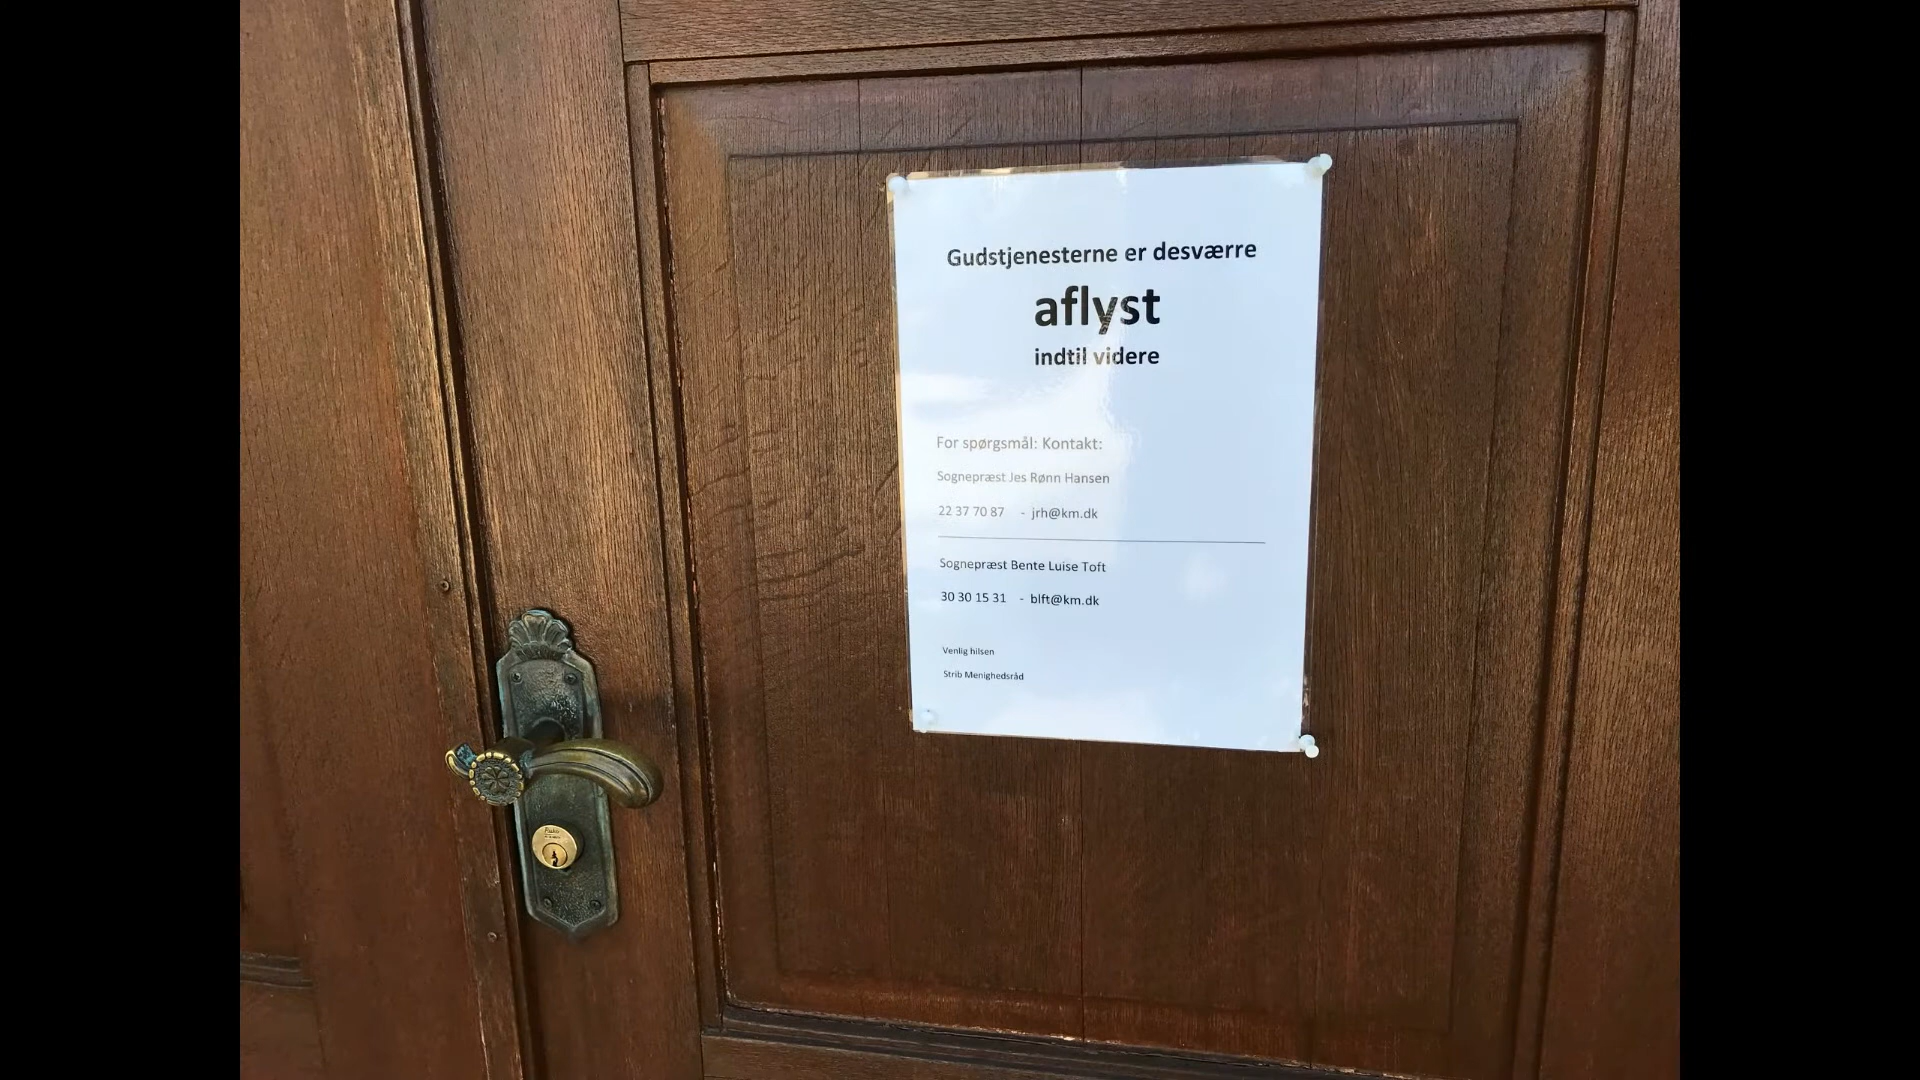 Gudstjenesterne er desværre
aflyst
indtil videre
For spørgsmål: Kontakt:
Sognepræst Jes Rønn Hansen
22 37 70 87 - jrh@km.dk
Sognepræst Bente Luise Toft
30 30 15 31 - blft@km.dk
Venlig hilsen
Strib Menighedsråd